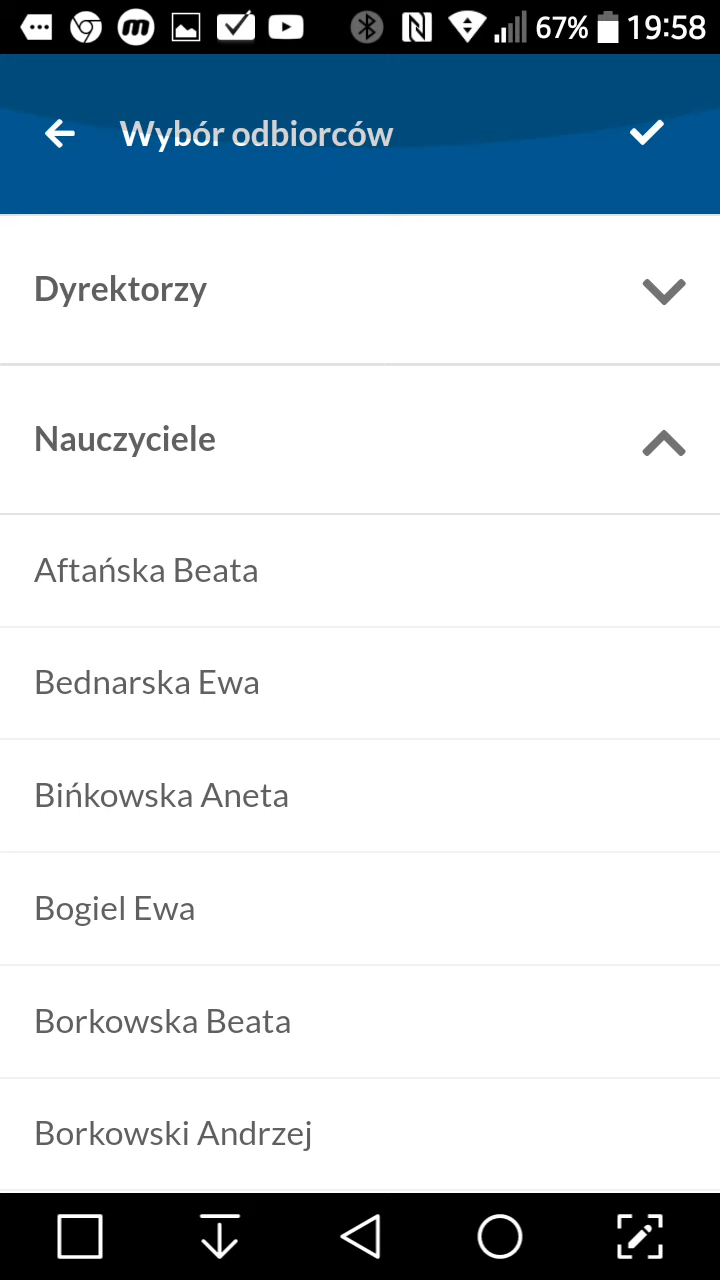 67% 19:58
Wybór odbiorców
Dyrektorzy
Nauczyciele
Aftańska Beata
Bednarska Ewa
Bińkowska Aneta
Bogiel Ewa
Borkowska Beata
Borkowski Andrzej